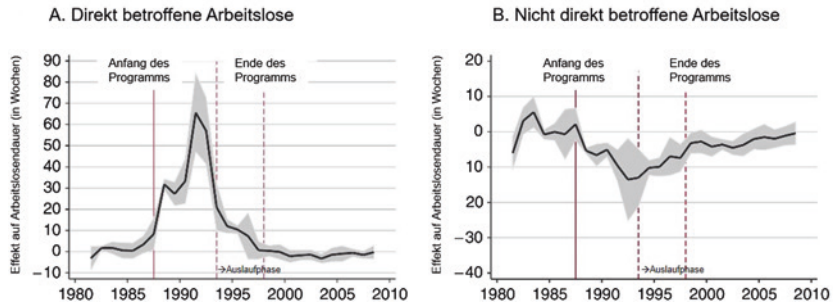 A. Direkt betroffene Arbeitslose
Effekt auf Arbeitslosendauer (in Wochen)
Anfang des
Programms
Ende des
Programms
90
80
70
60
50
40
30
20
10
0
−10
→Auslaufphase
1980 1985 1990 1995 2000 2005 2010
B. Nicht direkt betroffene Arbeitslose
Effekt auf Arbeitslosendauer (in Wochen)
Anfang des
Programms
Ende des
Programms
20
10
0
10
20
−30
−40
→Auslaufphase
1980 1985 1990 1995 2000 2005 2010